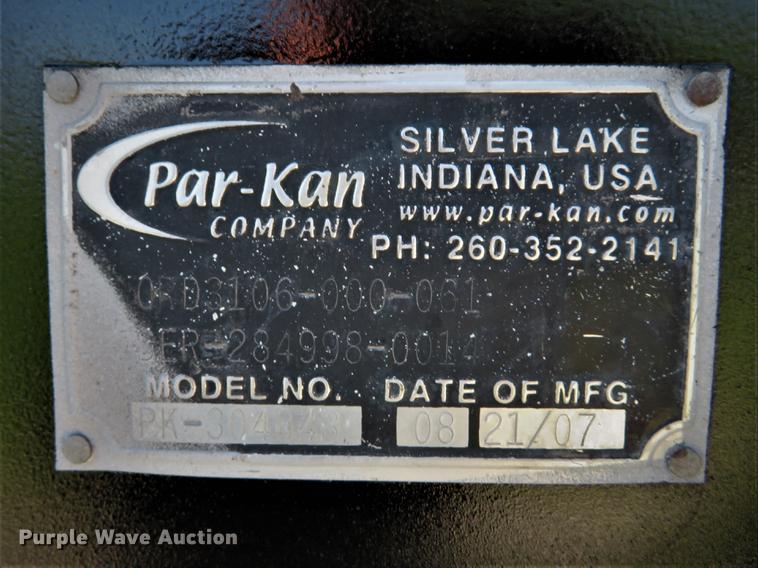 Par-Kan
COMPANY
SILVER LAKE
INDIANA, USA
www.par-kan.com
PH: 260-352-2141
ORD3106-000-061
SER-284998-0014
MODEL NO. DATE OF MFG.
08 21/07
Purple Wave Auction